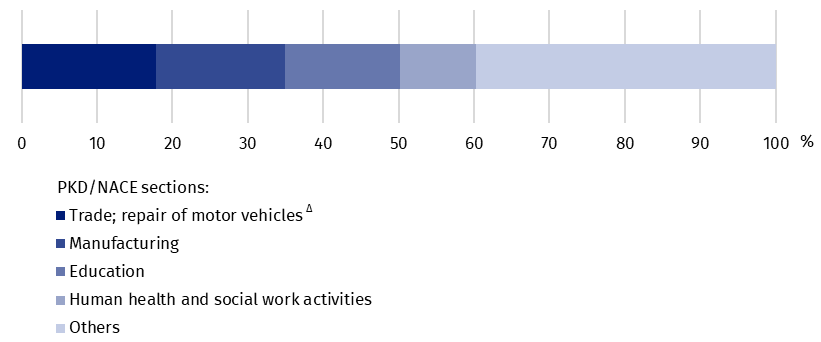 0 10 20 30 40 50 60 70 80 90 100 %
PKD/NACE sections:
Trade; repair of motor vehicles Δ
Manufacturing
Education
Human health and social work activities
Others